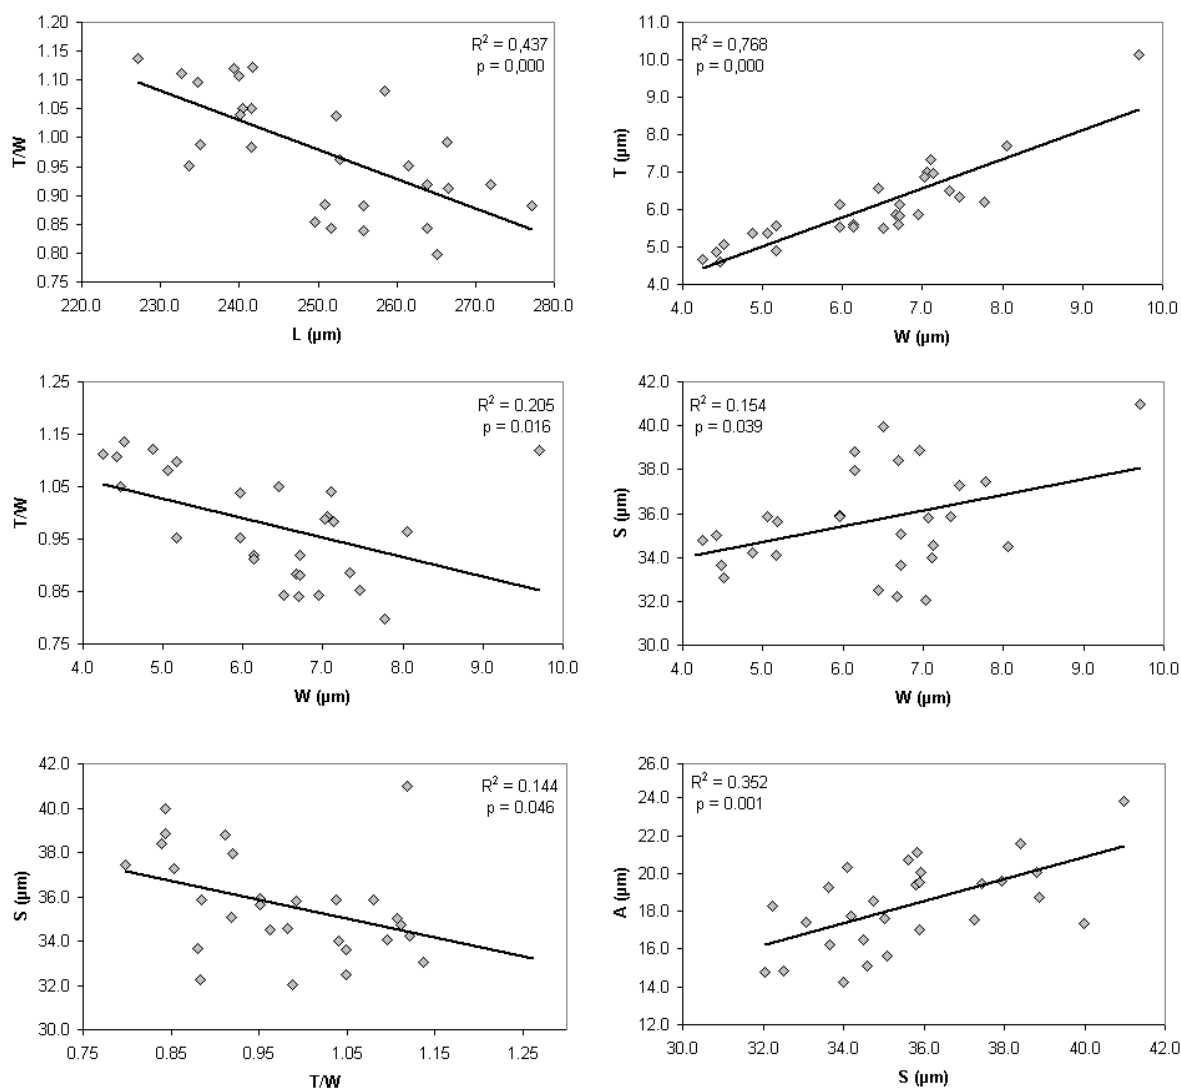 1.20
1.15
1.10
1.05
1.00
0.95
0.90
0.85
0.80
0.75
T/W
R² = 0,437
p = 0,000
220.0 230.0 240.0 250.0 260.0 270.0 280.0
L (µm)
11.0
10.0
9.0
8.0
7.0
6.0
5.0
4.0
T (µm)
R² = 0,768
p = 0,000
4.0 5.0 6.0 7.0 8.0 9.0 10.0
W (µm)
1.25
1.15
1.05
0.95
0.85
0.75
T/W
R² = 0.205
p = 0.016
4.0 5.0 6.0 7.0 8.0 9.0 10.0
W (µm)
42.0
40.0
38.0
36.0
34.0
32.0
30.0
S (µm)
R² = 0.154
p = 0.039
4.0 5.0 6.0 7.0 8.0 9.0 10.0
W (µm)
42.0
40.0
38.0
36.0
34.0
32.0
30.0
S (µm)
R² = 0.144
p = 0.046
0.75 0.85 0.95 1.05 1.15 1.25
T/W
26.0
24.0
22.0
20.0
18.0
16.0
14.0
12.0
A (µm)
R² = 0.352
p = 0.001
30.0 32.0 34.0 36.0 38.0 40.0 42.0
S (µm)